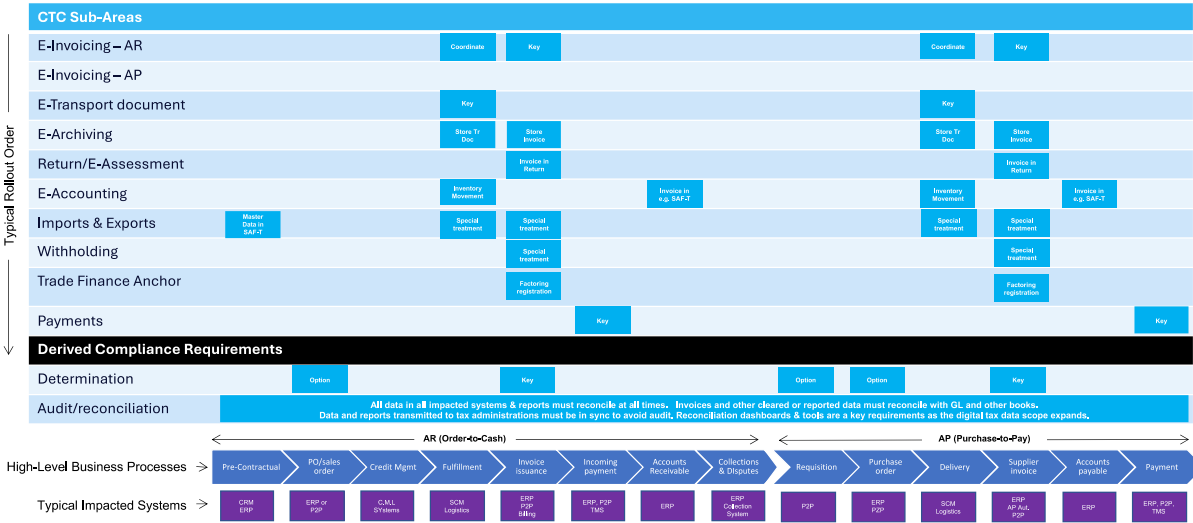 CTC Sub-Areas
E-Invoicing – AR
Coordinate
Key
Coordinate
Key
E-Invoicing – AP
E-Transport document
Key
Key
E-Archiving
Store Tr
Doc
Store
Invoice
Store Tr
Doc
Store
Invoice
Return/E-Assessment
Invoice in
Return
Invoice in
Return
E-Accounting
Inventory
Movement
Invoice in
e.g. SAF-T
Inventory
Movement
Invoice in
e.g. SAF-T
Imports & Exports
Master
Data in
SAF-T
Special
treatment
Special
treatment
Special
treatment
Special
treatment
Withholding
Special
treatment
Special
treatment
Trade Finance Anchor
Factoring
registration
Factoring
registration
Payments
Key
Key
Typical Rollout Order
Derived Compliance Requirements
Determination
Option
Key
Option
Option
Key
Audit/reconciliation
All data in all impacted systems & reports must reconcile at all times. Invoices and other cleared or reported data must reconcile with GL and other books.
Data and reports transmitted to tax administrations must be in sync to avoid audit. Reconciliation dashboards & tools are a key requirements as the digital tax data scope expands.
AR (Order-to-Cash)
AP (Purchase-to-Pay)
High-Level Business Processes
Pre-Contractual
PO/sales
order
Credit Mgmt
Fulfillment
Invoice
issuance
Incoming
payment
Accounts
Receivable
Collections
& DIsputes
Requisition
Purchase
order
Delivery
Supplier
invoice
Accounts
payable
Payment
Typical Impacted Systems
CRM
ERP
ERP or
P2P
C,M,L
SYstems
SCM
Logistics
ERP
P2P
Billing
ERP, P2P
TMS
ERP
ERP
Collection
System
P2P
ERP
PZP
SCM
Logistics
ERP
AP Aut.
P2P
ERP
ERP, P2P,
TMS